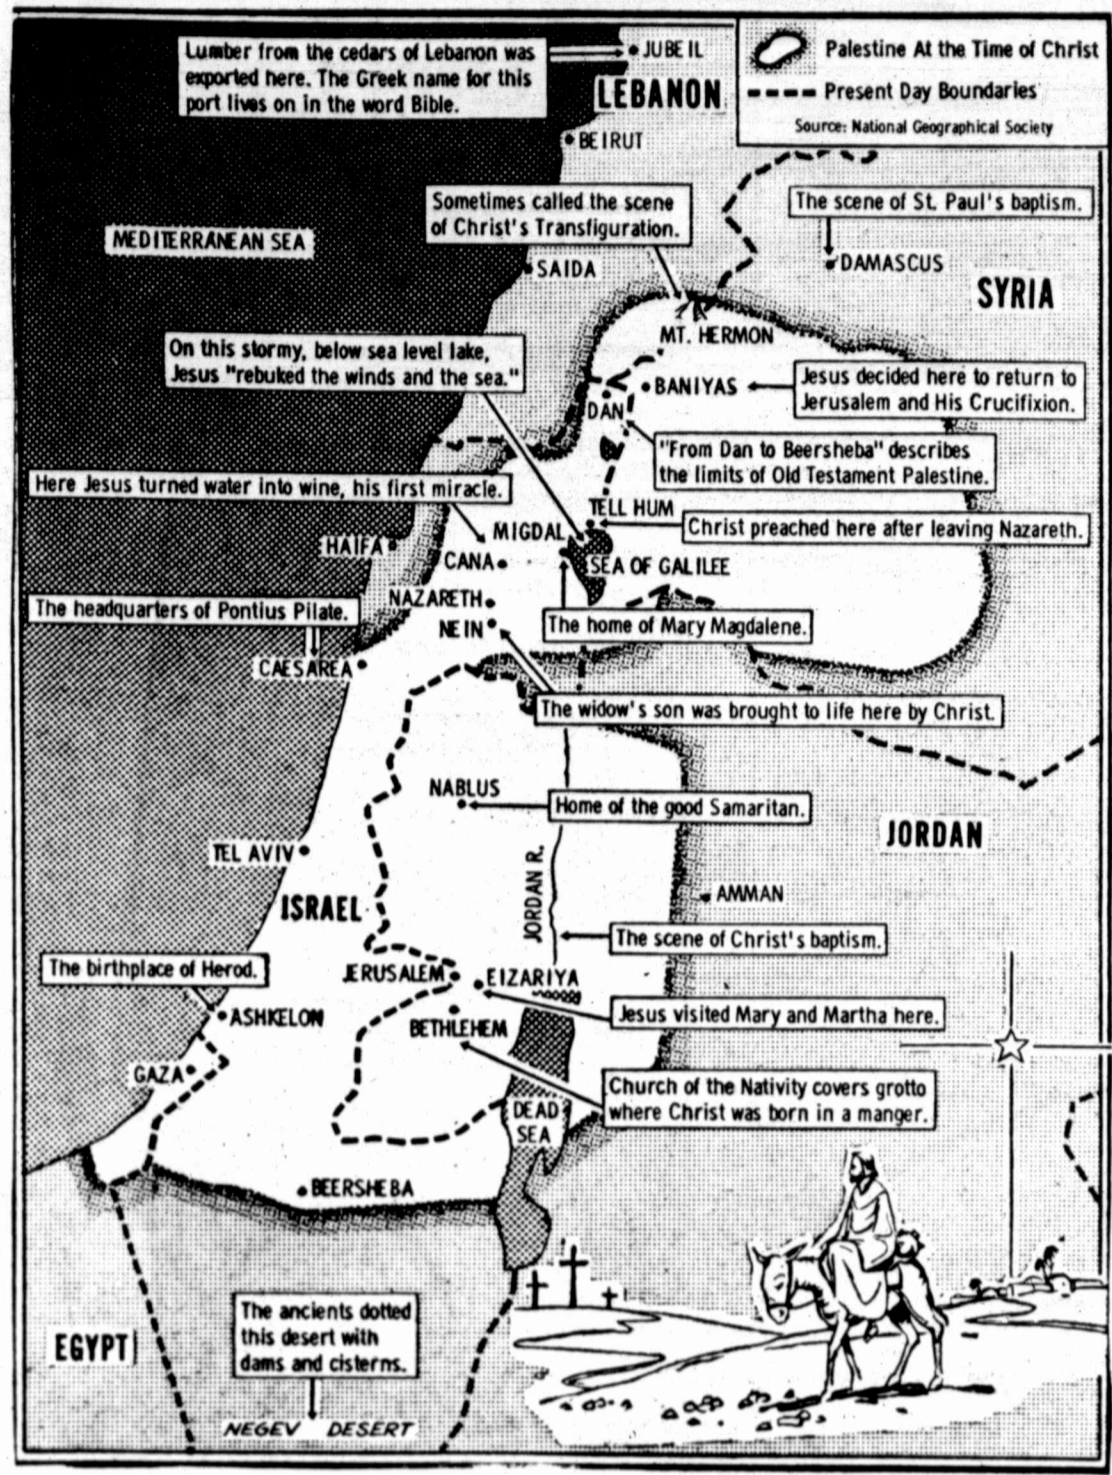 Lumber from the cedars of Lebanon was
exported here. The Greek name for this
port lives on in the word Bible.
JUBEIL
LEBANON
Palestine At the Time of Christ
Present Day Boundaries
Source: National Geographical Society
BEIRUT
Sometimes called the scene
of Christ's Transfiguration.
The scene of St. Paul's baptism.
MEDITERRANEAN SEA
SAIDA
DAMASCUS
SYRIA
MT. HERMON
On this stormy, below sea level lake,
Jesus "rebuked the winds and the sea."
BANIYAS
Jesus decided here to return to
Jerusalem and His Crucifixion.
DAN
"From Dan to Beersheba" describes
the limits of Old Testament Palestine.
Here Jesus turned water into wine, his first miracle.
TELL HUM
Christ preached here after leaving Nazareth.
MIGDAL
HAIFA
CANA
SEA OF GALILEE
NAZARETH
The headquarters of Pontius Pilate.
NEIN
The home of Mary Magdalene.
CAESAREA
The widow's son was brought to life here by Christ.
NABLUS
Home of the good Samaritan.
JORDAN
TEL AVIV
JORDAN R.
AMMAN
ISRAEL
The scene of Christ's baptism.
The birthplace of Herod.
JERUSALEM
EIZARIYA
ASHKELON
Jesus visited Mary and Martha here.
BETHLEHEM
GAZA
Church of the Nativity covers grotto
where Christ was born in a manger.
DEAD
SEA
BEERSHEBA
The ancients dotted
this desert with
dams and cisterns.
EGYPT
NEGEV DESERT